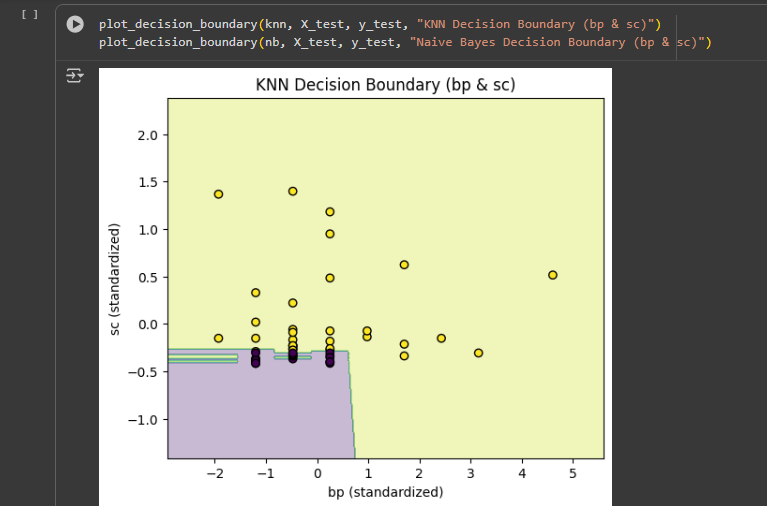 [ ]
plot_decision_boundary(knn, X_test, y_test, "KNN Decision Boundary (bp & sc)")
plot_decision_boundary(nb, X_test, y_test, "Naive Bayes Decision Boundary (bp & sc)")
KNN Decision Boundary (bp & sc)
2.0
1.5
1.0
0.5
0.0
−0.5
−1.0
sc (standardized)
−2 −1 0 1 2 3 4 5
bp (standardized)